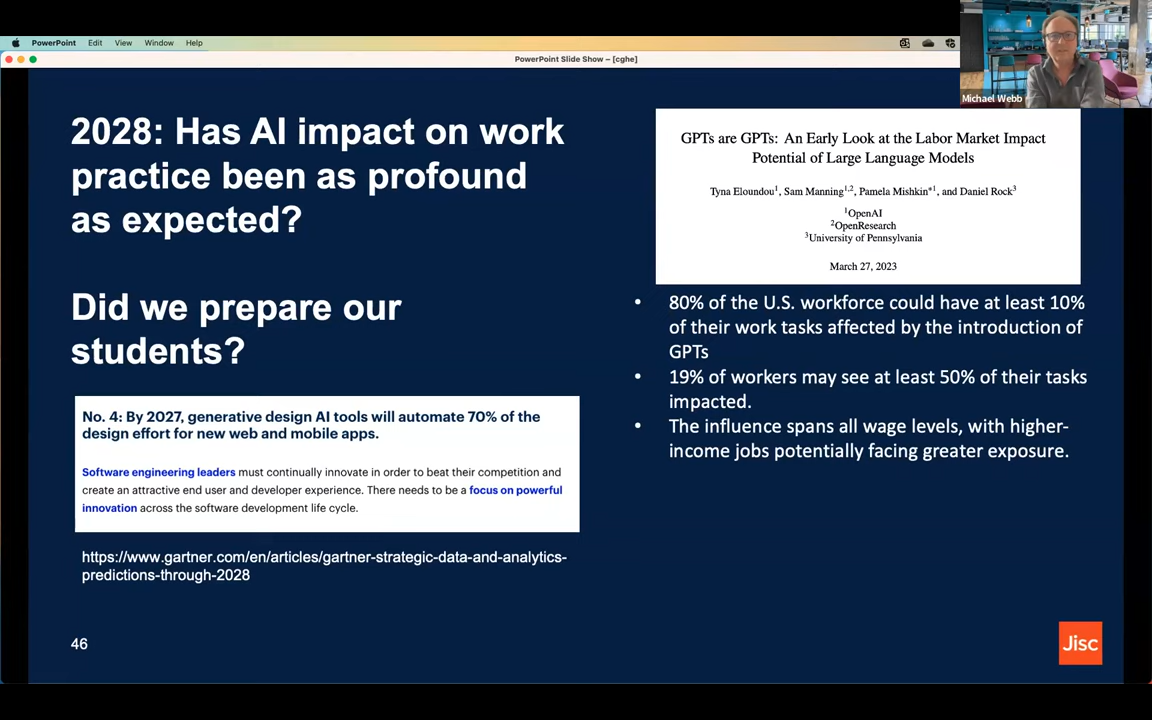 PowerPoint Edit View Window Help
PowerPoint Slide Show – [cghe]
Michael Webb
2028: Has AI impact on work
practice been as profound
as expected?
Did we prepare our
students?
No. 4: By 2027, generative design AI tools will automate 70% of the
design effort for new web and mobile apps.
Software engineering leaders must continually innovate in order to beat their competition and
create an attractive end user and developer experience. There needs to be a focus on powerful
innovation across the software development life cycle.
https://www.gartner.com/en/articles/gartner-strategic-data-and-analytics-
predictions-through-2028
46
GPTs are GPTs: An Early Look at the Labor Market Impact
Potential of Large Language Models
Tyna Eloundou¹, Sam Manning¹,², Pamela Mishkin*¹, and Daniel Rock³
¹OpenAI
²OpenResearch
³University of Pennsylvania
March 27, 2023
• 80% of the U.S. workforce could have at least 10%
of their work tasks affected by the introduction of
GPTs
• 19% of workers may see at least 50% of their tasks
impacted.
• The influence spans all wage levels, with higher-
income jobs potentially facing greater exposure.
Jisc